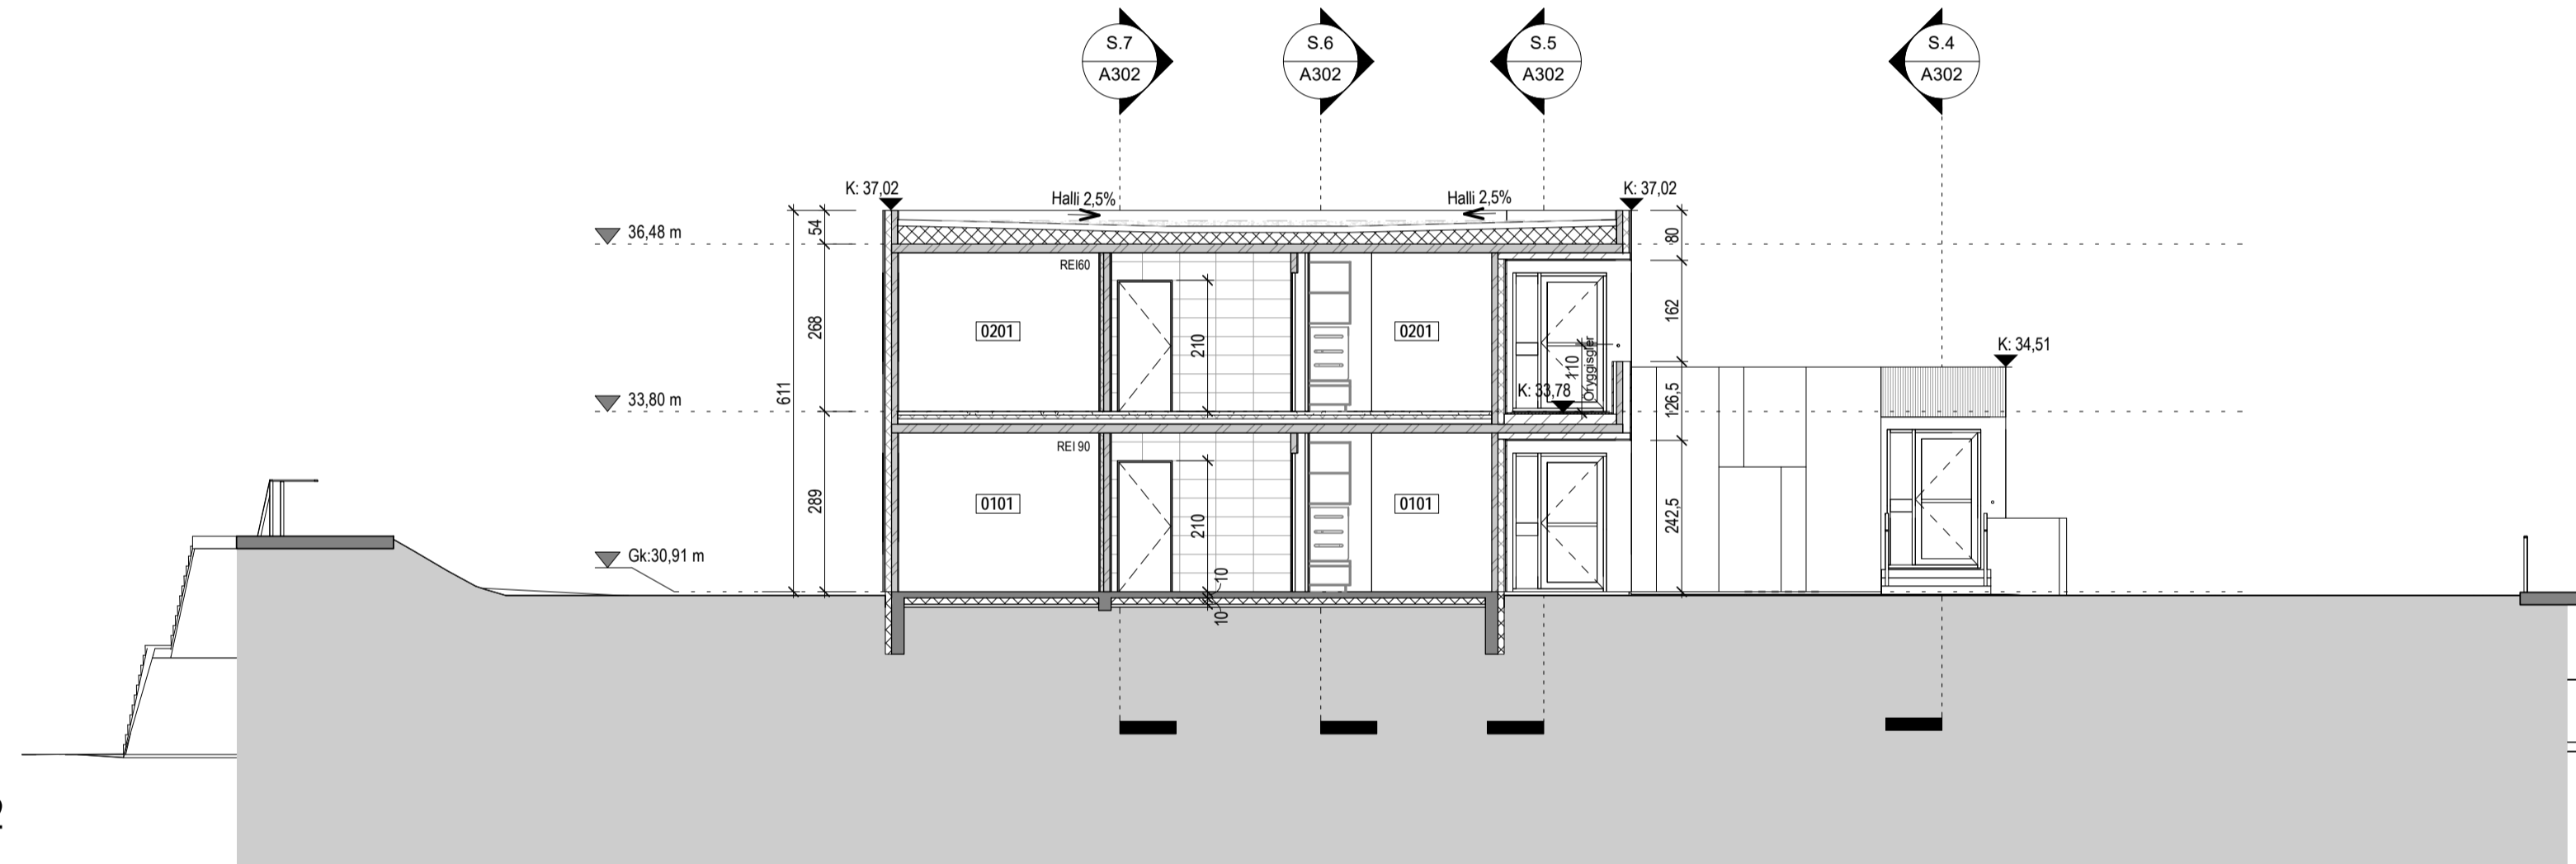 S.7
A302
S.6
A302
S.5
A302
S.4
A302
K: 37,02
Halli 2,5%
Halli 2,5%
K: 37,02
36,48 m
54
80
REI60
0201
0201
268
210
162
110
Öryggisgler
K: 34,51
K: 33,78
611
33,80 m
126,5
REI 90
0101
0101
289
210
242,5
Gk:30,91 m
10
10